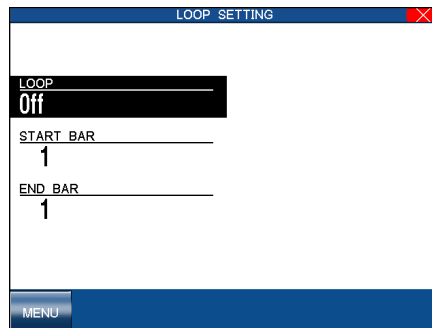 LOOP SETTING
LOOP
Off
START BAR
1
END BAR
1
MENU